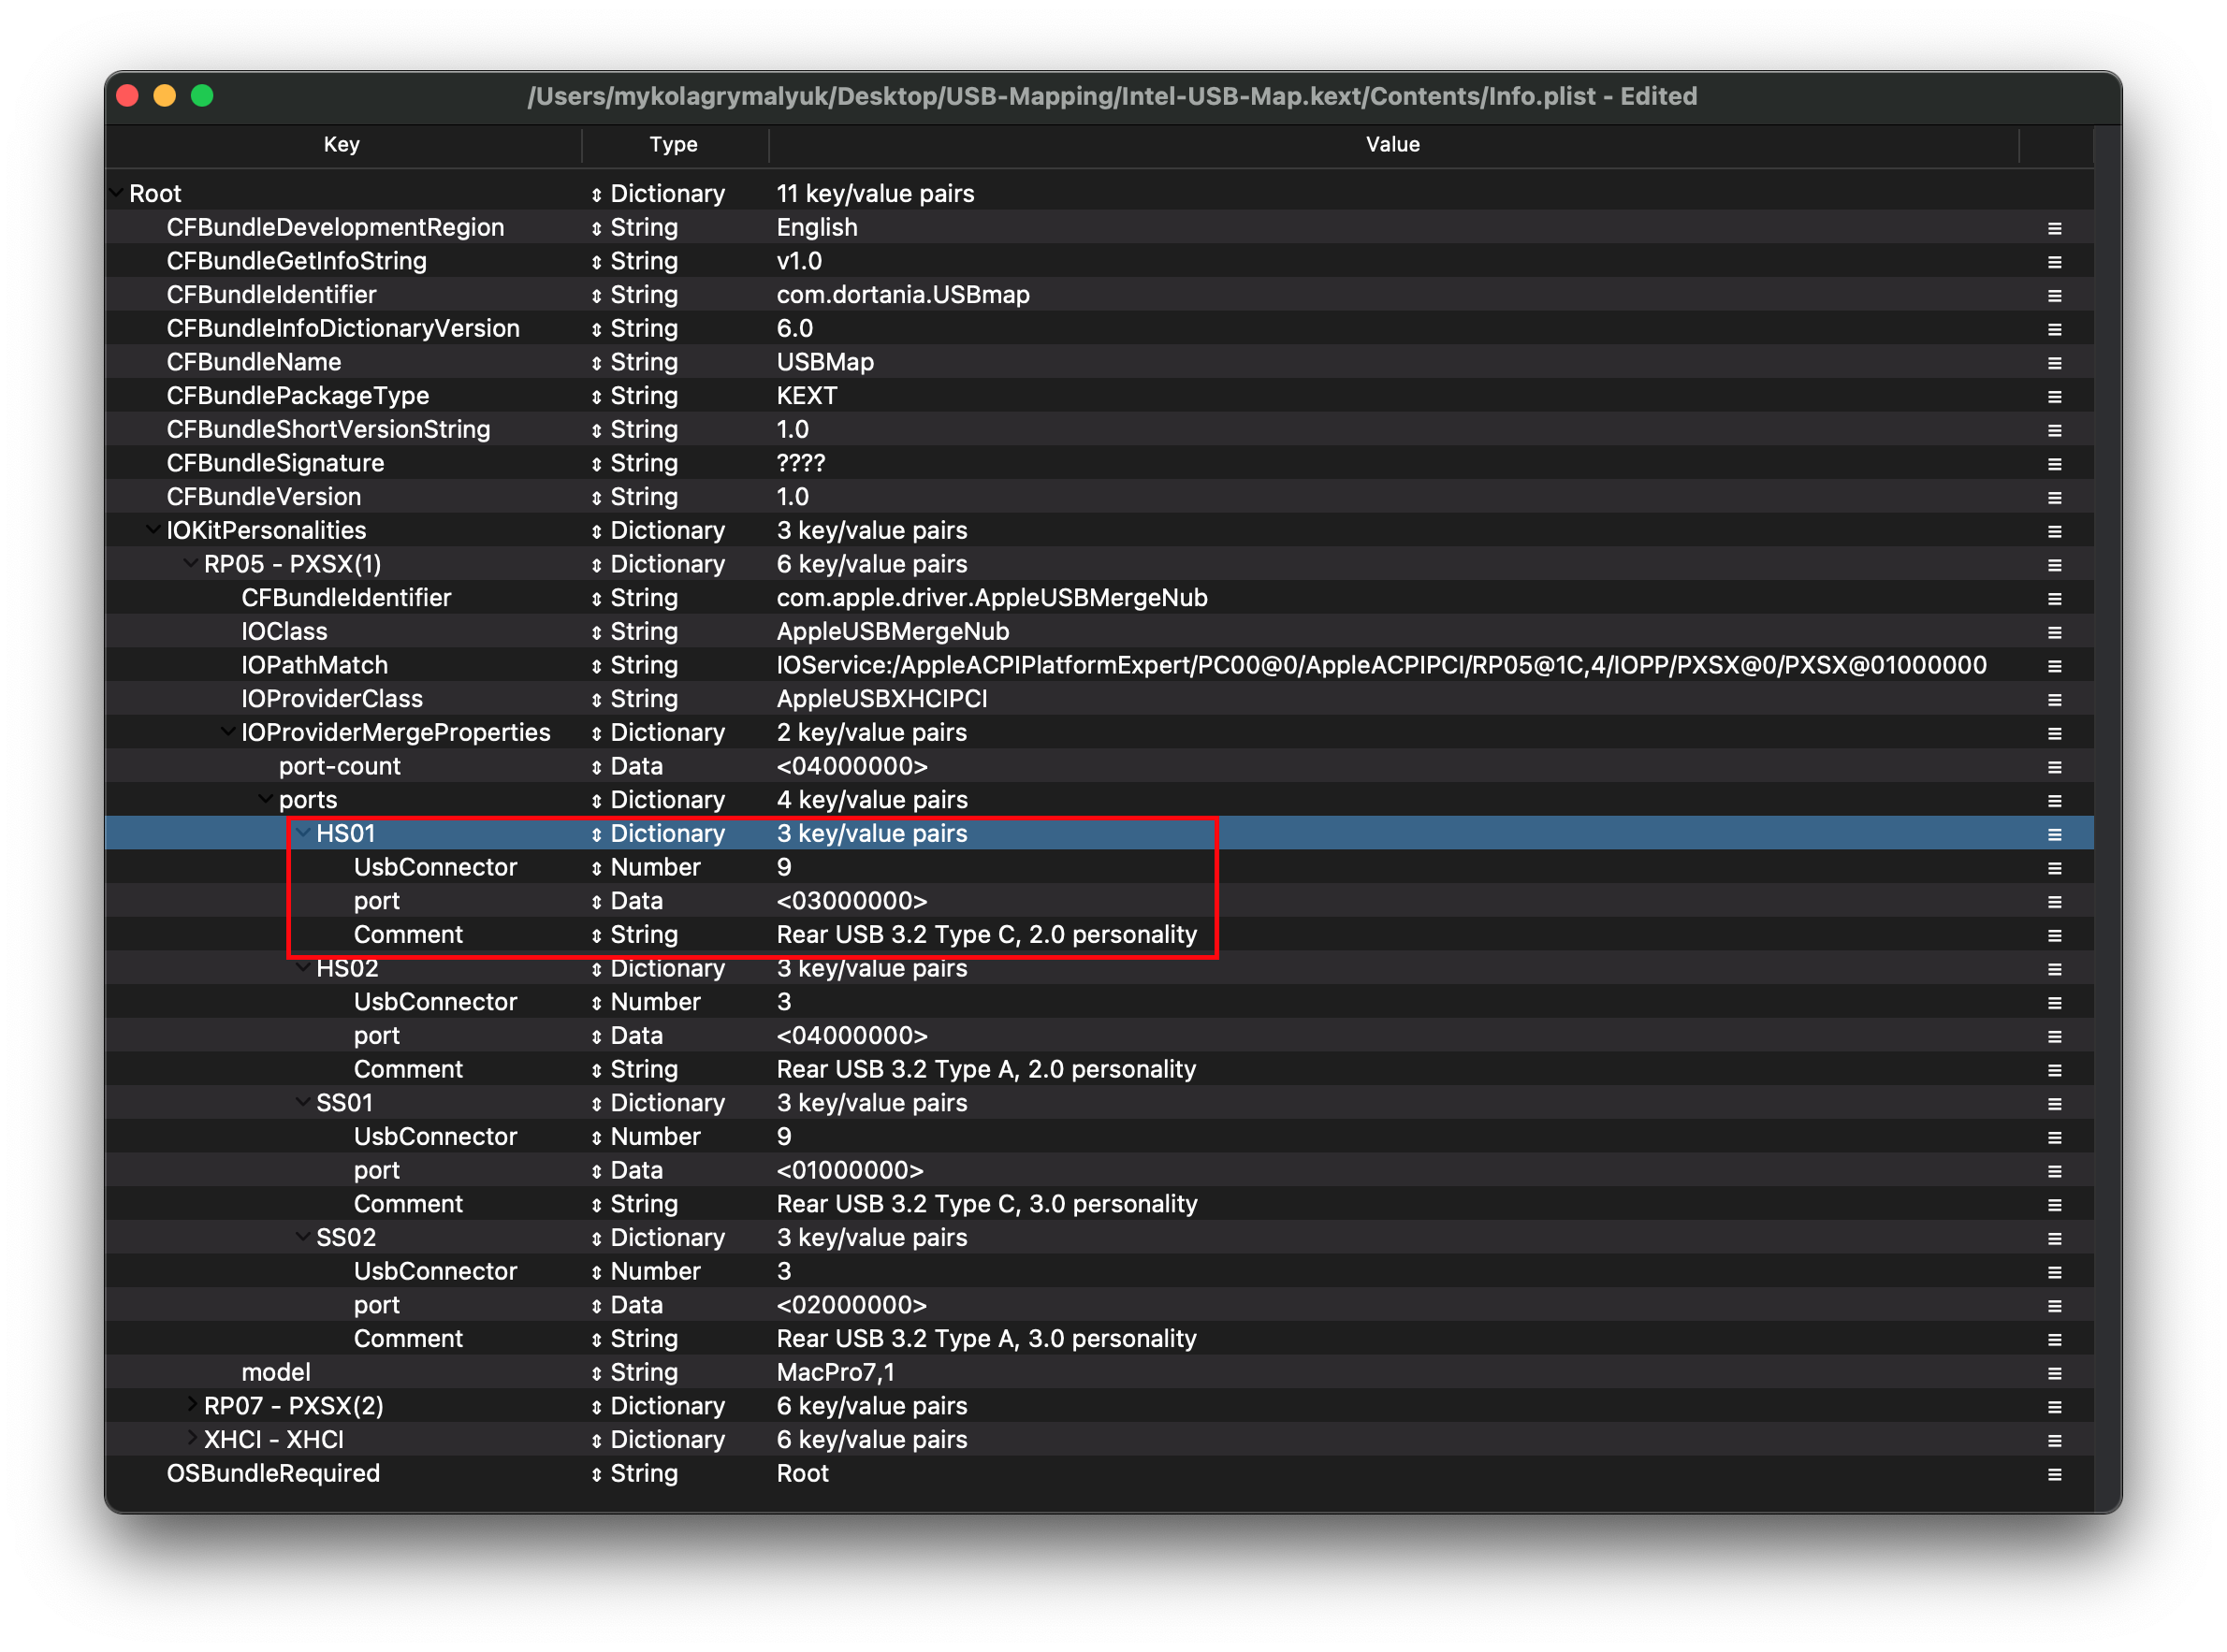 /Users/mykolagrymalyuk/Desktop/USB-Mapping/Intel-USB-Map.kext/Contents/Info.plist - Edited
Key Type Value
Root Dictionary 11 key/value pairs
CFBundleDevelopmentRegion String English
CFBundleGetInfoString String v1.0
CFBundleIdentifier String com.dortania.USBmap
CFBundleInfoDictionaryVersion String 6.0
CFBundleName String USBMap
CFBundlePackageType String KEXT
CFBundleShortVersionString String 1.0
CFBundleSignature String ????
CFBundleVersion String 1.0
IOKitPersonalities Dictionary 3 key/value pairs
RP05 - PXSX(1) Dictionary 6 key/value pairs
CFBundleIdentifier String com.apple.driver.AppleUSBMergeNub
IOClass String AppleUSBMergeNub
IOPathMatch String IOService:/AppleACPIPlatformExpert/PC00@0/AppleACPIPCI/RP05@1C,4/IOPP/PXSX@0/PXSX@01000000
IOProviderClass String AppleUSBXHCIPCI
IOProviderMergeProperties Dictionary 2 key/value pairs
port-count Data <04000000>
ports Dictionary 4 key/value pairs
HS01 Dictionary 3 key/value pairs
UsbConnector Number 9
port Data <03000000>
Comment String Rear USB 3.2 Type C, 2.0 personality
HS02 Dictionary 3 key/value pairs
UsbConnector Number 3
port Data <04000000>
Comment String Rear USB 3.2 Type A, 2.0 personality
SS01 Dictionary 3 key/value pairs
UsbConnector Number 9
port Data <01000000>
Comment String Rear USB 3.2 Type C, 3.0 personality
SS02 Dictionary 3 key/value pairs
UsbConnector Number 3
port Data <02000000>
Comment String Rear USB 3.2 Type A, 3.0 personality
model String MacPro7,1
RP07 - PXSX(2) Dictionary 6 key/value pairs
XHCI - XHCI Dictionary 6 key/value pairs
OSBundleRequired String Root